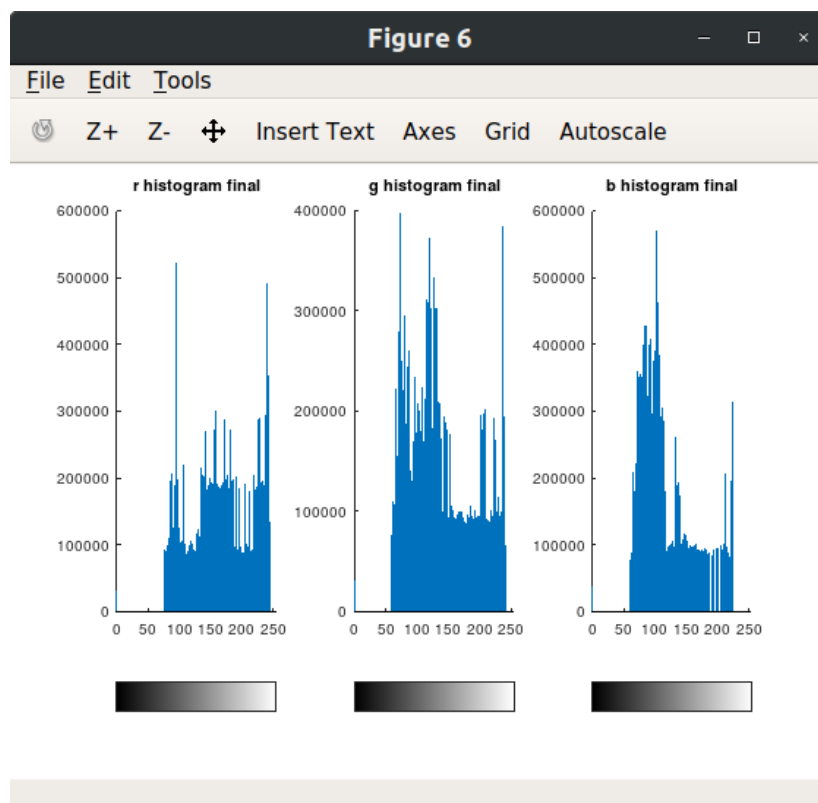 Figure 6
File Edit Tools
Z+ Z- Insert Text Axes Grid Autoscale
r histogram final
600000
500000
400000
300000
200000
100000
0
0 50 100 150 200 250
g histogram final
400000
300000
200000
100000
0
0 50 100 150 200 250
b histogram final
600000
500000
400000
300000
200000
100000
0
0 50 100 150 200 250